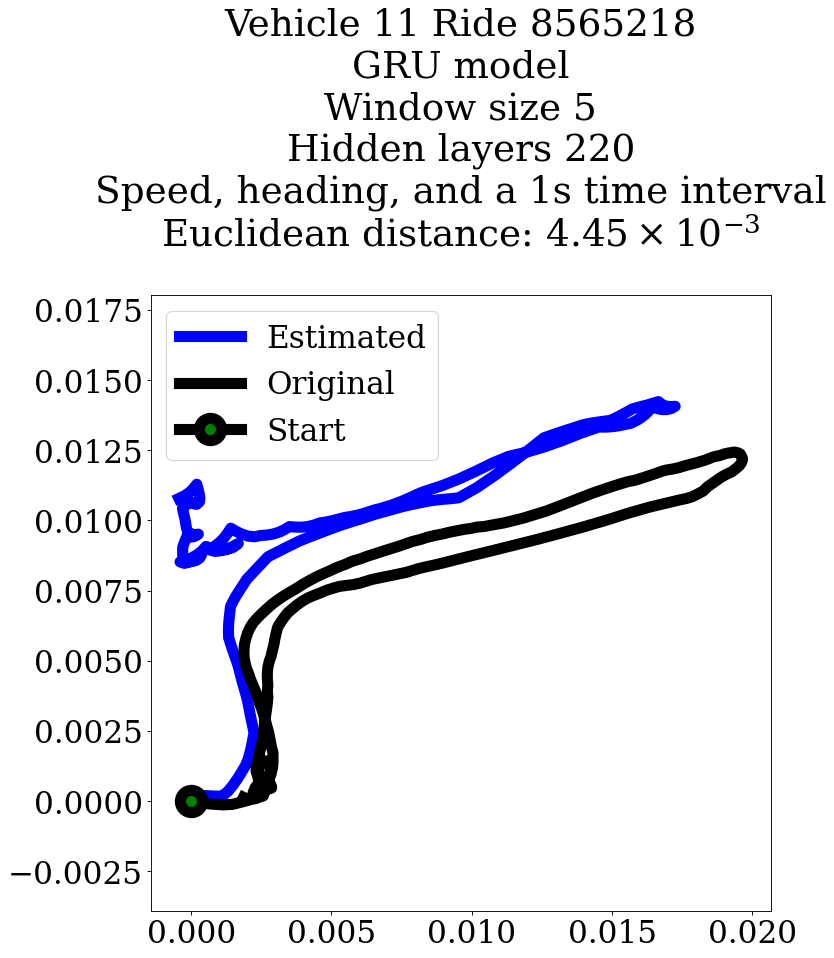 Vehicle 11 Ride 8565218
GRU model
Window size 5
Hidden layers 220
Speed, heading, and a 1s time interval
Euclidean distance: 4.45 × 10⁻³
Estimated
Original
Start
0.0175
0.0150
0.0125
0.0100
0.0075
0.0050
0.0025
0.0000
−0.0025
0.000 0.005 0.010 0.015 0.020